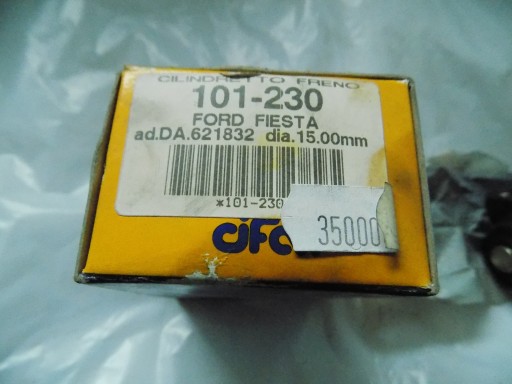 CILINDRETTO FRENO
101-230
FORD FIESTA
ad.DA.621832 dia.15.00mm
*101-230
35000